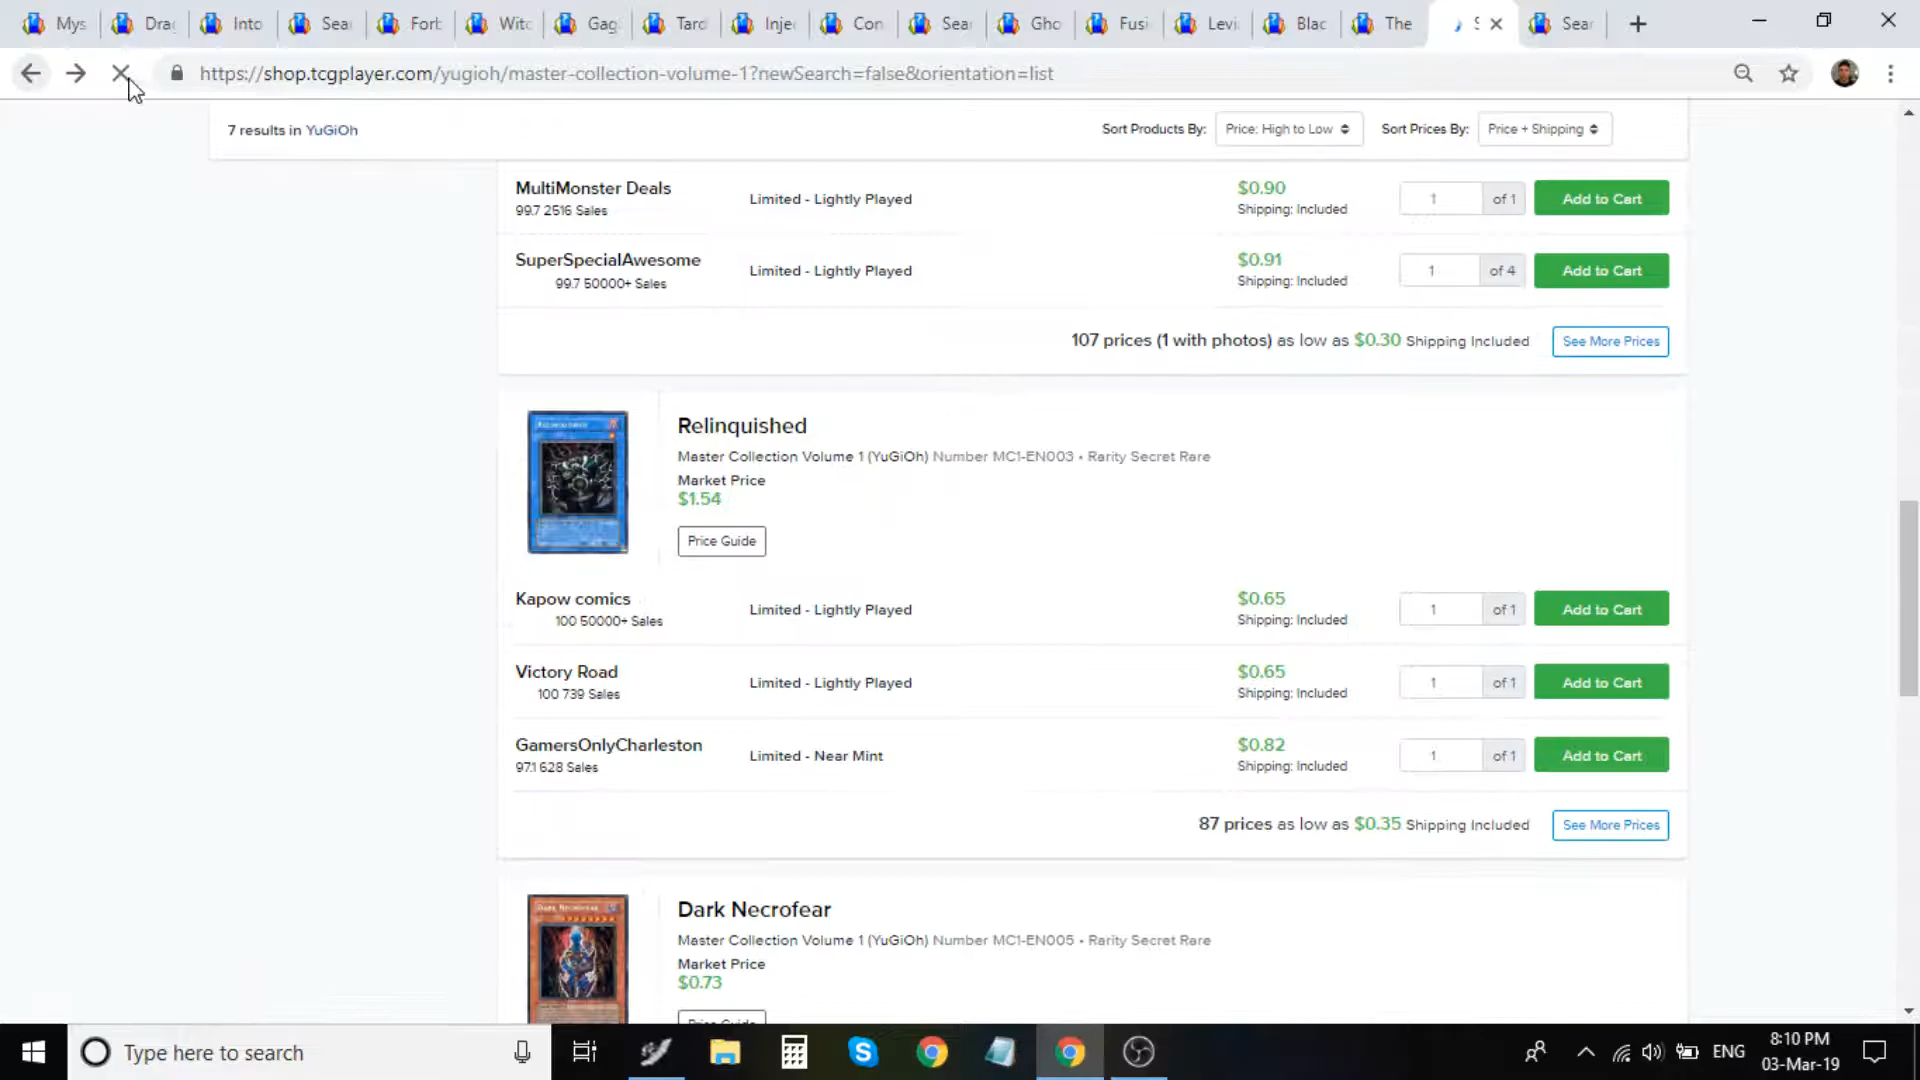 Mys
Drag
Into
Sea
Forb
Witc
Gag
Tard
Inje
Con
Sea
Gho
Fusi
Levi
Blac
The
S
Sea
https://shop.tcgplayer.com/yugioh/master-collection-volume-1?newSearch=false&orientation=list
7 results in YuGiOh
Sort Products By:
Price: High to Low
Sort Prices By:
Price + Shipping
MultiMonster Deals
99.7 2516 Sales
Limited - Lightly Played
$0.90
Shipping: Included
1
of 1
Add to Cart
SuperSpecialAwesome
99.7 50000+ Sales
Limited - Lightly Played
$0.91
Shipping: Included
1
of 4
Add to Cart
107 prices (1 with photos) as low as $0.30 Shipping Included
See More Prices
Relinquished
Master Collection Volume 1 (YuGiOh) Number MC1-EN003 • Rarity Secret Rare
Market Price
$1.54
Price Guide
Kapow comics
100 50000+ Sales
Limited - Lightly Played
$0.65
Shipping: Included
1
of 1
Add to Cart
Victory Road
100 739 Sales
Limited - Lightly Played
$0.65
Shipping: Included
1
of 1
Add to Cart
GamersOnlyCharleston
97.1 628 Sales
Limited - Near Mint
$0.82
Shipping: Included
1
of 1
Add to Cart
87 prices as low as $0.35 Shipping Included
See More Prices
Dark Necrofear
Master Collection Volume 1 (YuGiOh) Number MC1-EN005 • Rarity Secret Rare
Market Price
$0.73
Price Guide
Type here to search
ENG
8:10 PM
03-Mar-19